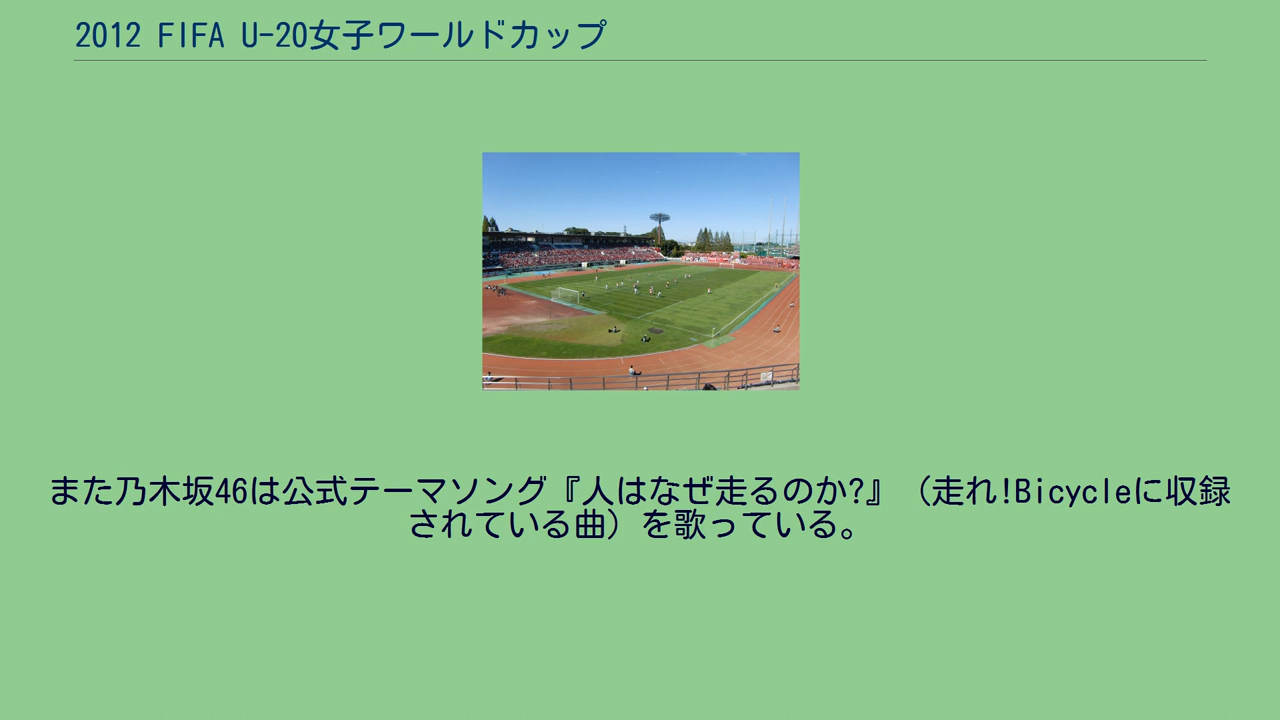 2012 FIFA U-20女子ワールドカップ
また乃木坂46は公式テーマソング『人はなぜ走るのか?』（走れ!Bicycleに収録
されている曲）を歌っている。